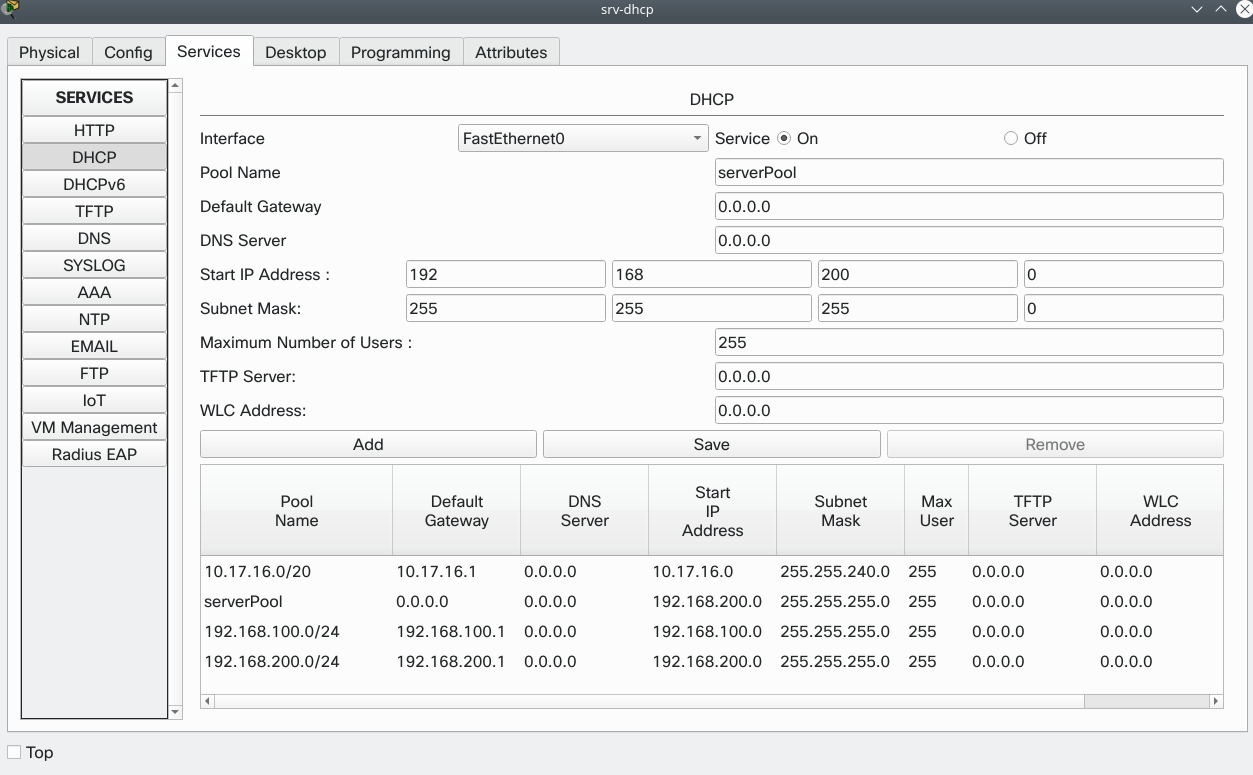 srv-dhcp
Physical Config Services Desktop Programming Attributes
SERVICES
HTTP
DHCP
DHCPv6
TFTP
DNS
SYSLOG
AAA
NTP
EMAIL
FTP
IoT
VM Management
Radius EAP
DHCP
Interface FastEthernet0 Service On Off
Pool Name serverPool
Default Gateway 0.0.0.0
DNS Server 0.0.0.0
Start IP Address : 192 168 200 0
Subnet Mask: 255 255 255 0
Maximum Number of Users : 255
TFTP Server: 0.0.0.0
WLC Address: 0.0.0.0
Add Save Remove
Pool Name Default Gateway DNS Server Start IP Address Subnet Mask Max User TFTP Server WLC Address
10.17.16.0/20 10.17.16.1 0.0.0.0 10.17.16.0 255.255.240.0 255 0.0.0.0 0.0.0.0
serverPool 0.0.0.0 0.0.0.0 192.168.200.0 255.255.255.0 255 0.0.0.0 0.0.0.0
192.168.100.0/24 192.168.100.1 0.0.0.0 192.168.100.0 255.255.255.0 255 0.0.0.0 0.0.0.0
192.168.200.0/24 192.168.200.1 0.0.0.0 192.168.200.0 255.255.255.0 255 0.0.0.0 0.0.0.0
Top